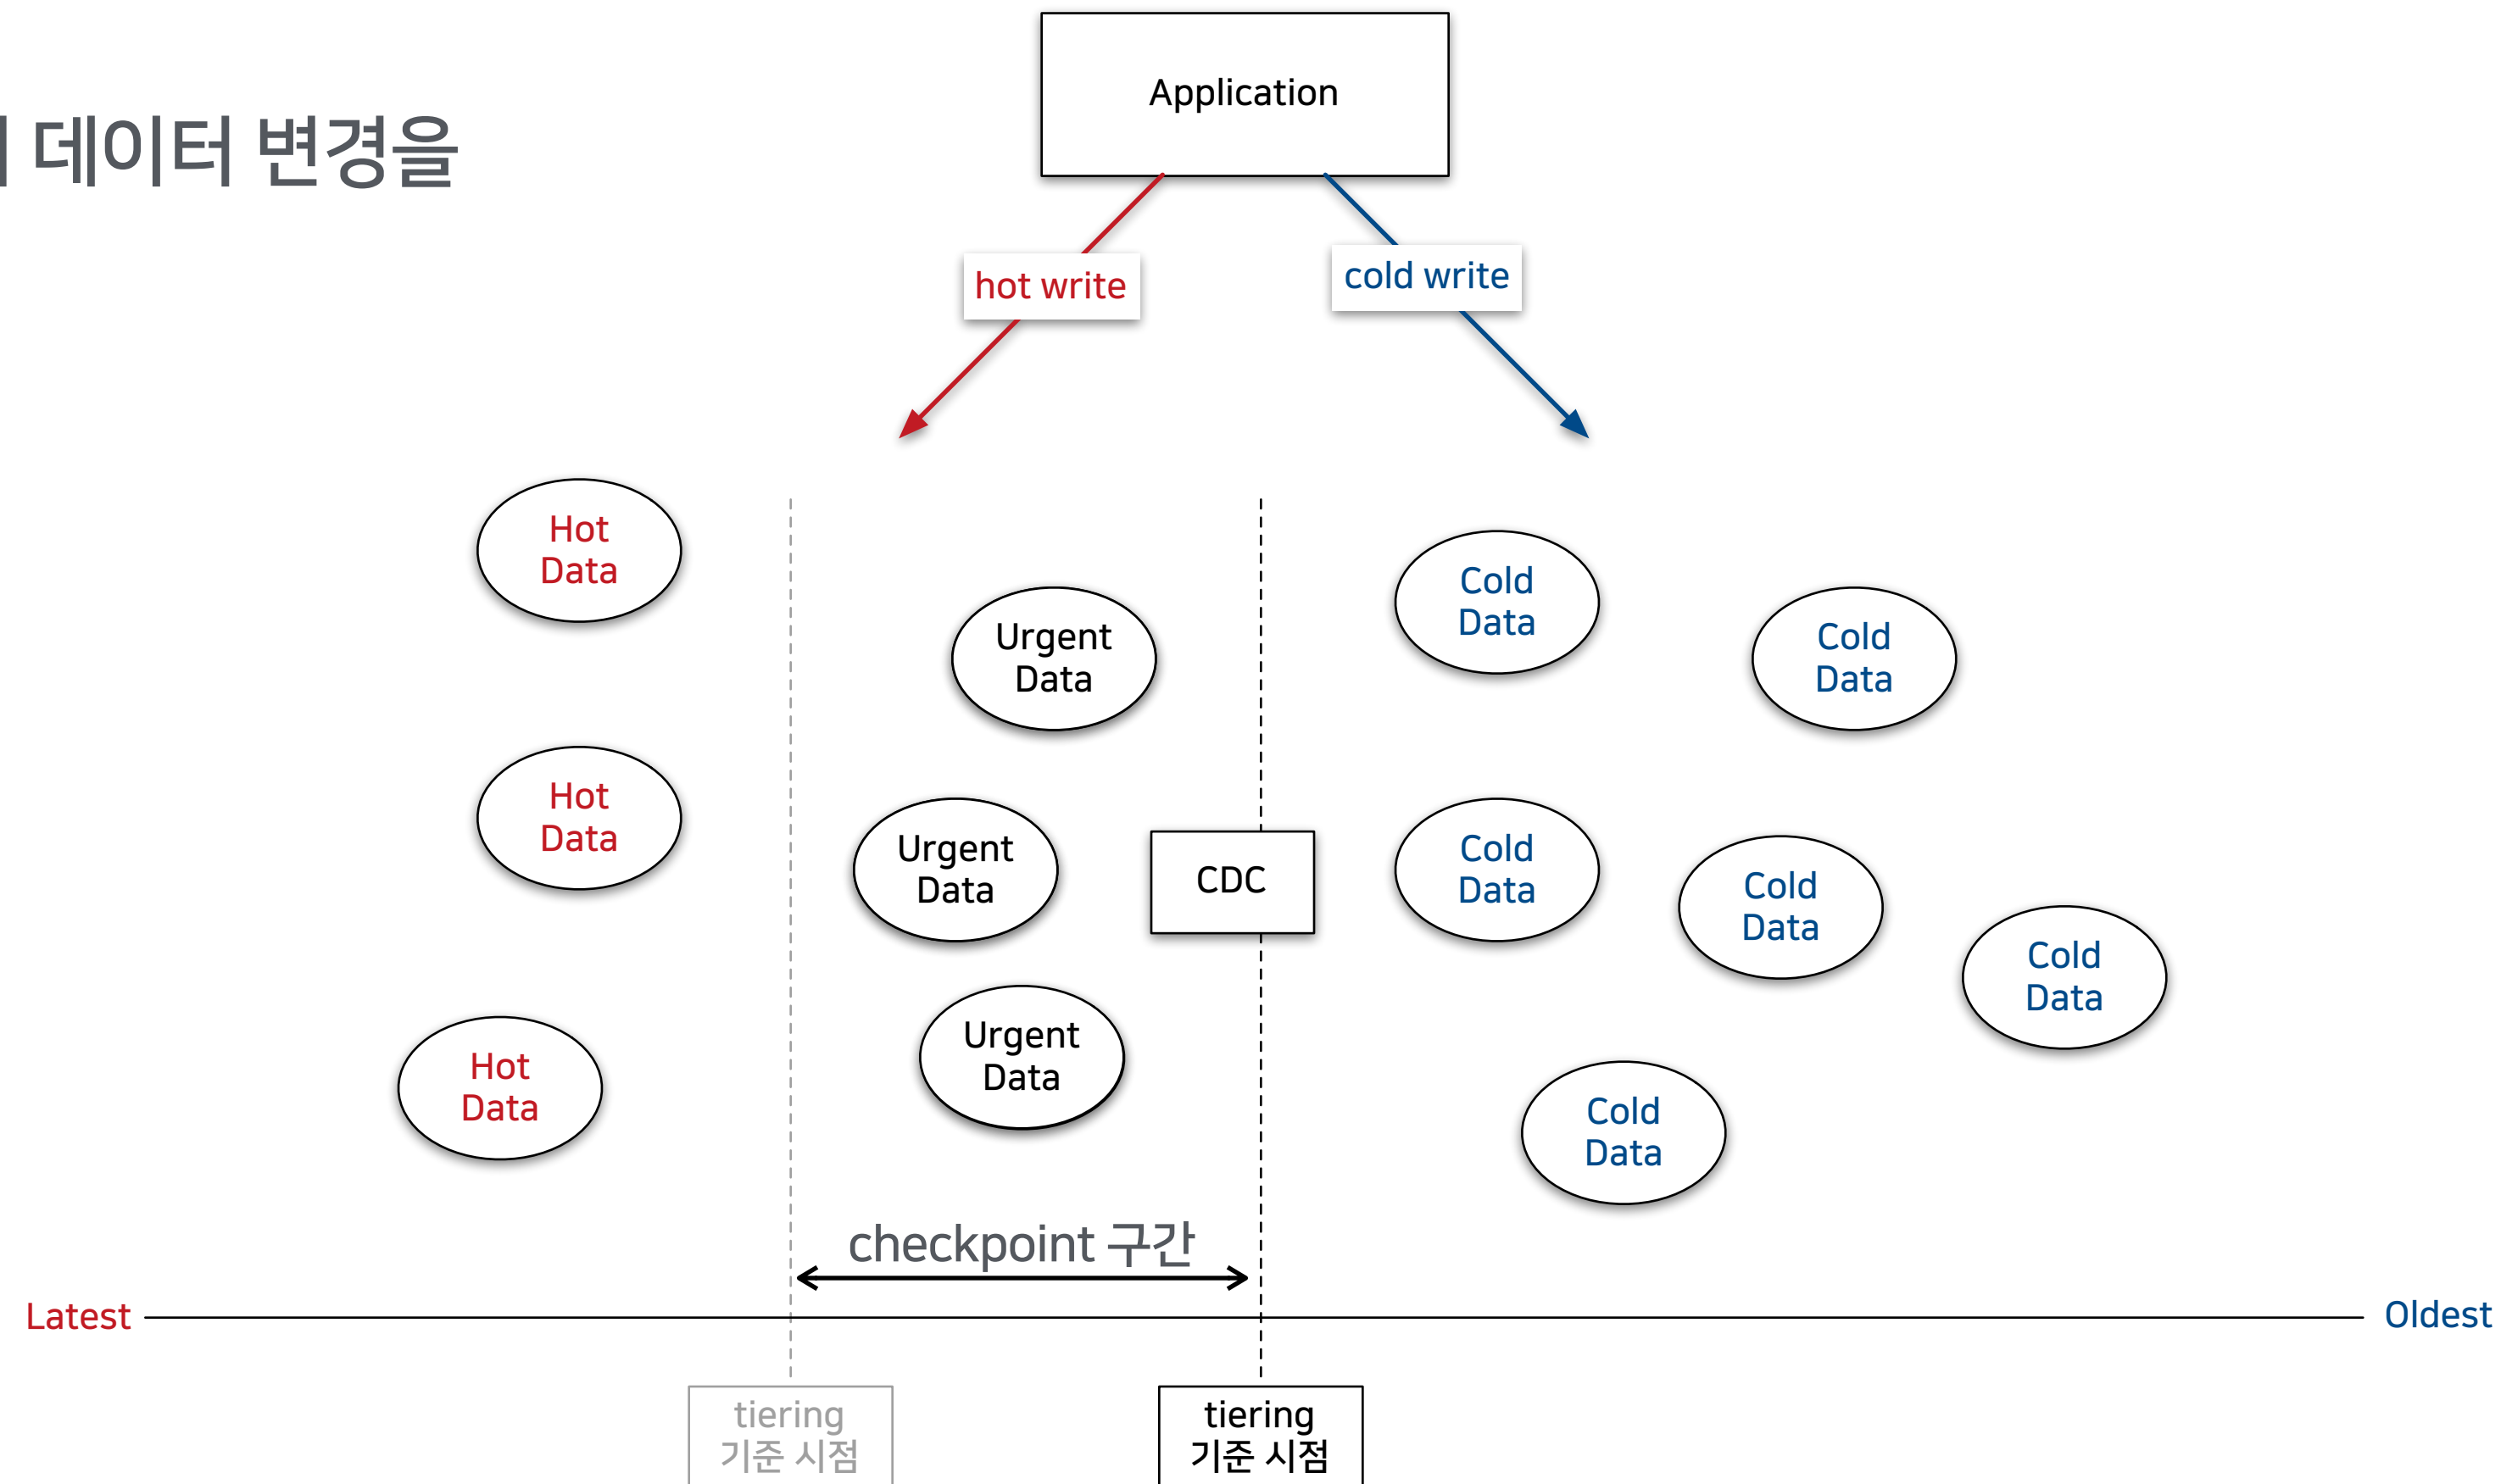 Application
데이터 변경을
hot write
cold write
Hot
Data
Cold
Data
Urgent
Data
Cold
Data
Hot
Data
Urgent
Data
CDC
Cold
Data
Cold
Data
Cold
Data
Urgent
Data
Hot
Data
Cold
Data
checkpoint 구간
Latest
Oldest
tiering
기준 시점
tiering
기준 시점